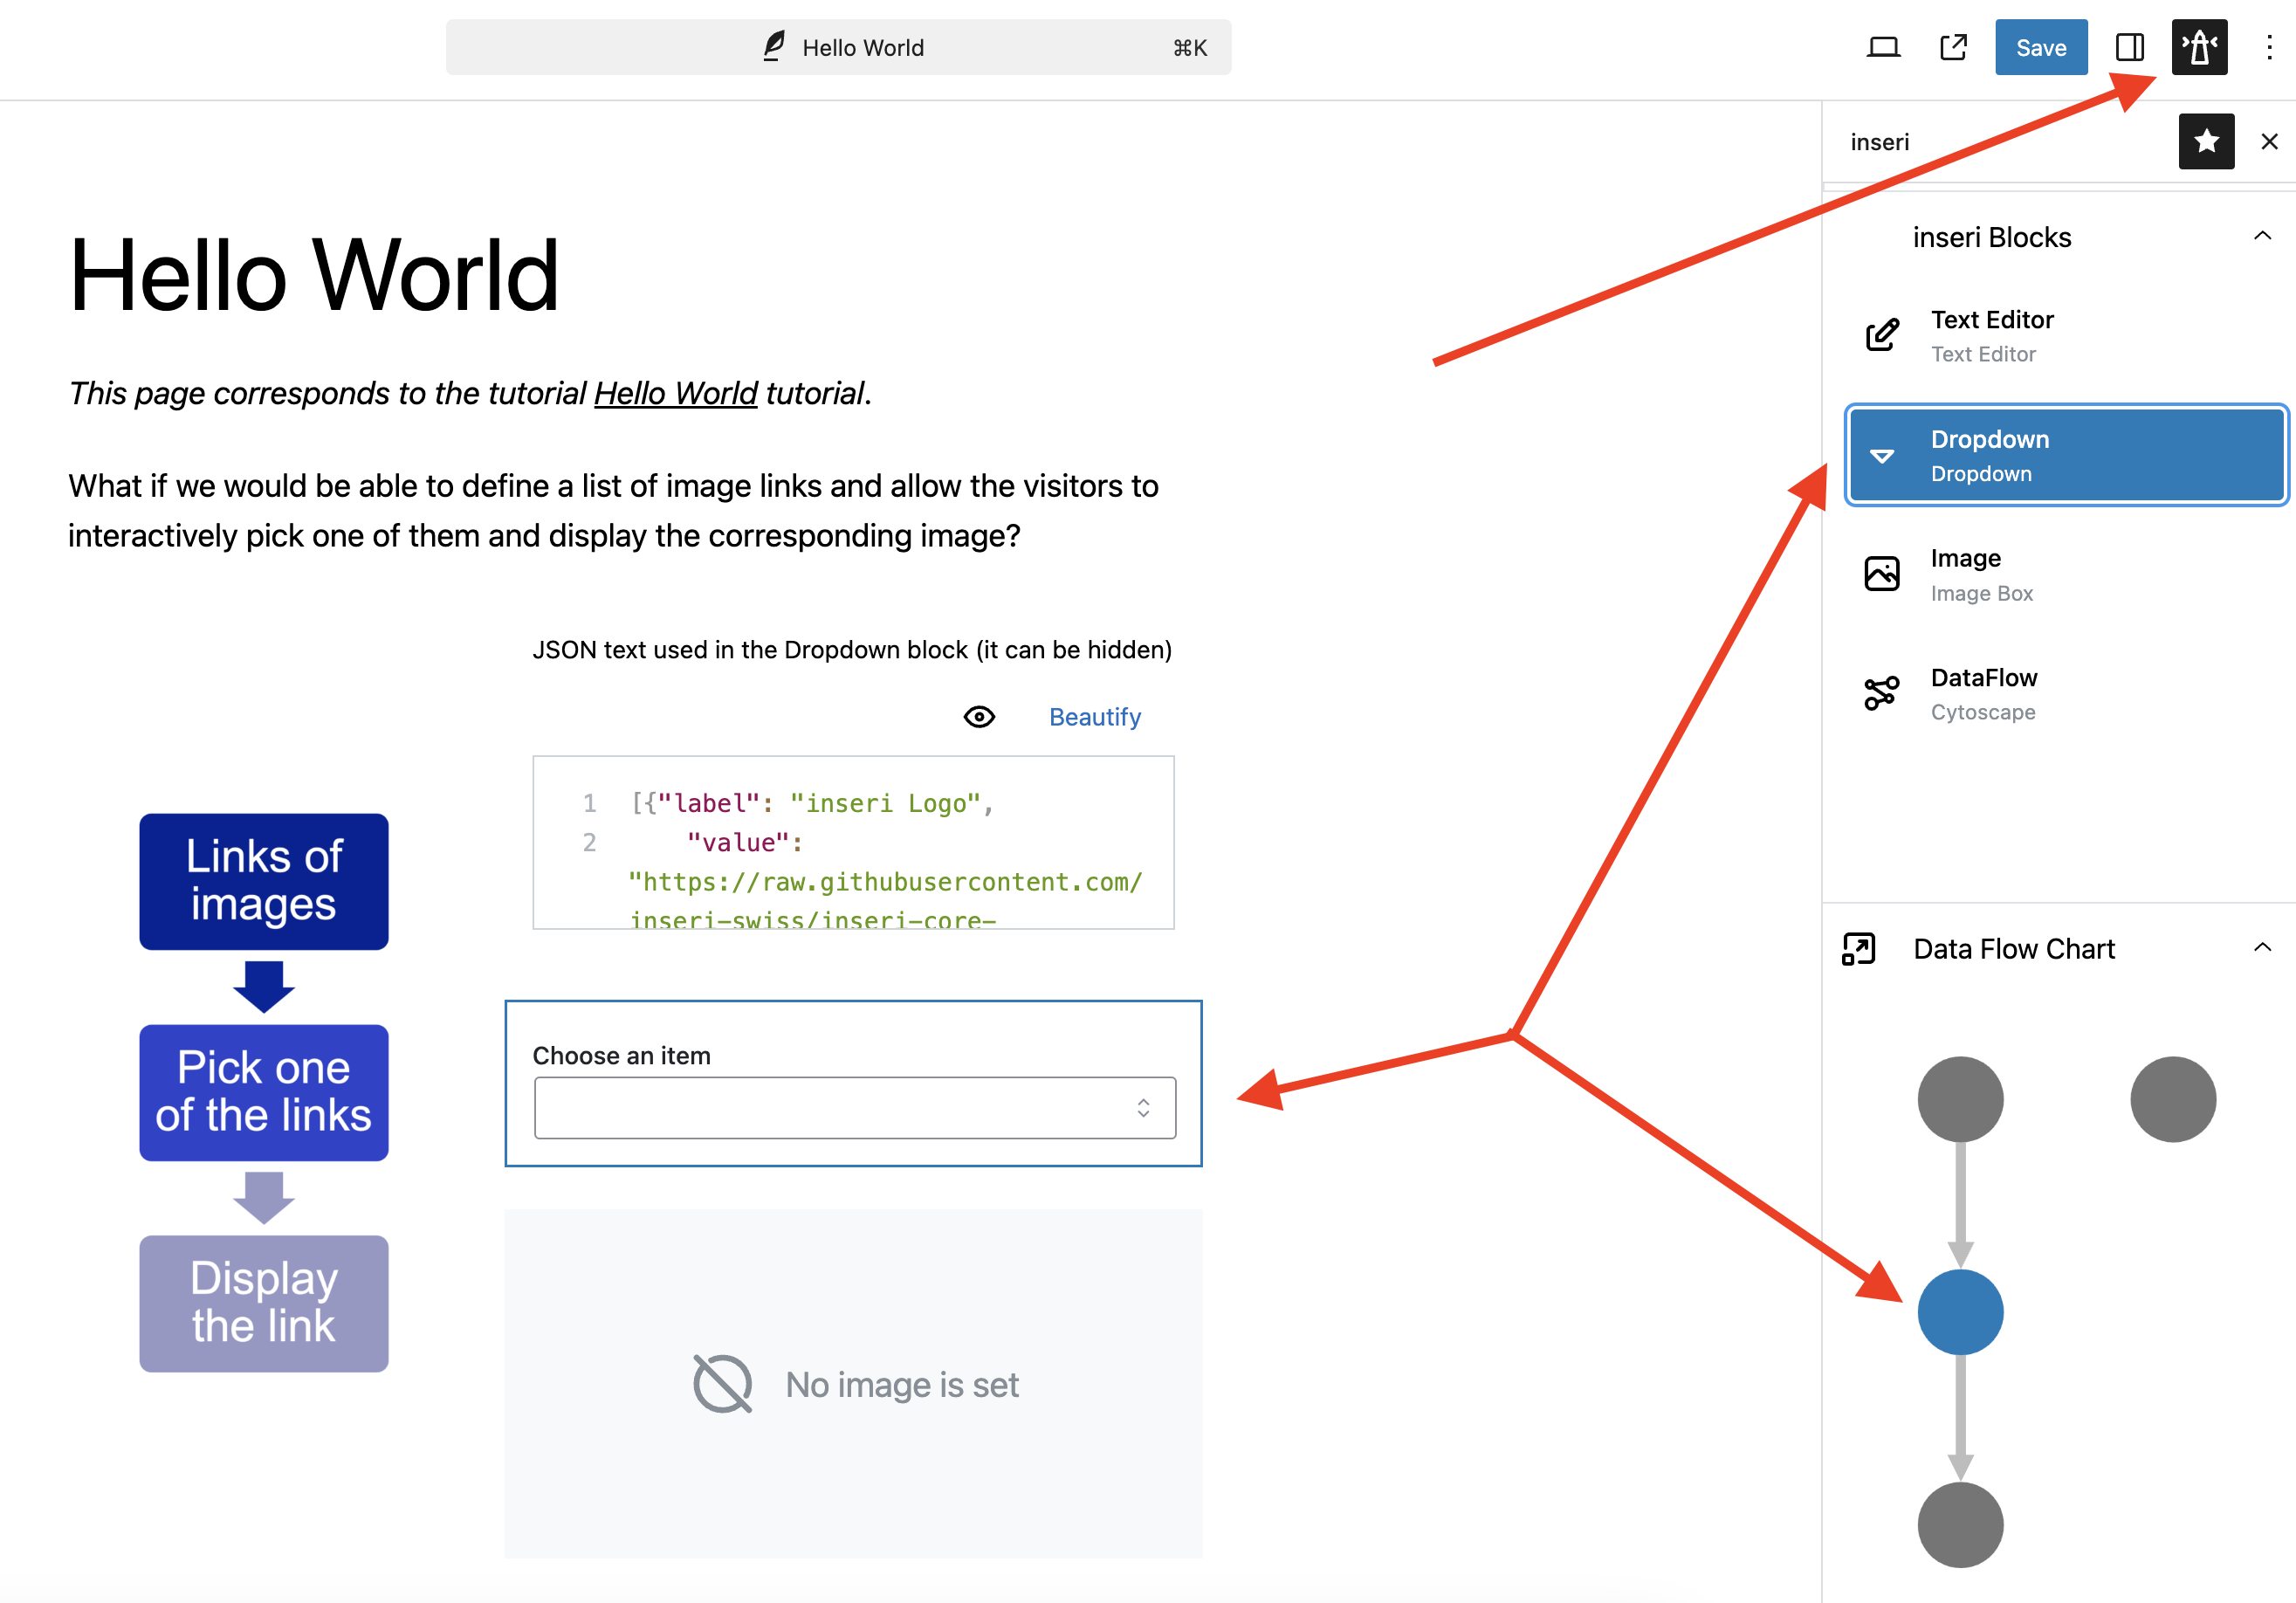 Hello World
⌘K
Save
inseri
Hello World
This page corresponds to the tutorial Hello World tutorial.
What if we would be able to define a list of image links and allow the visitors to
interactively pick one of them and display the corresponding image?
JSON text used in the Dropdown block (it can be hidden)
Beautify
1 [{"label": "inseri Logo",
2 "value":
"https://raw.githubusercontent.com/
inseri-swiss/inseri-core-
Links of
images
Pick one
of the links
Display
the link
Choose an item
No image is set
inseri Blocks
Text Editor
Text Editor
Dropdown
Dropdown
Image
Image Box
DataFlow
Cytoscape
Data Flow Chart